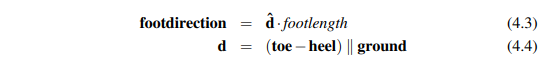 footdirection = d̂ · footlength (4.3)
d = (toe − heel) ∥ ground (4.4)